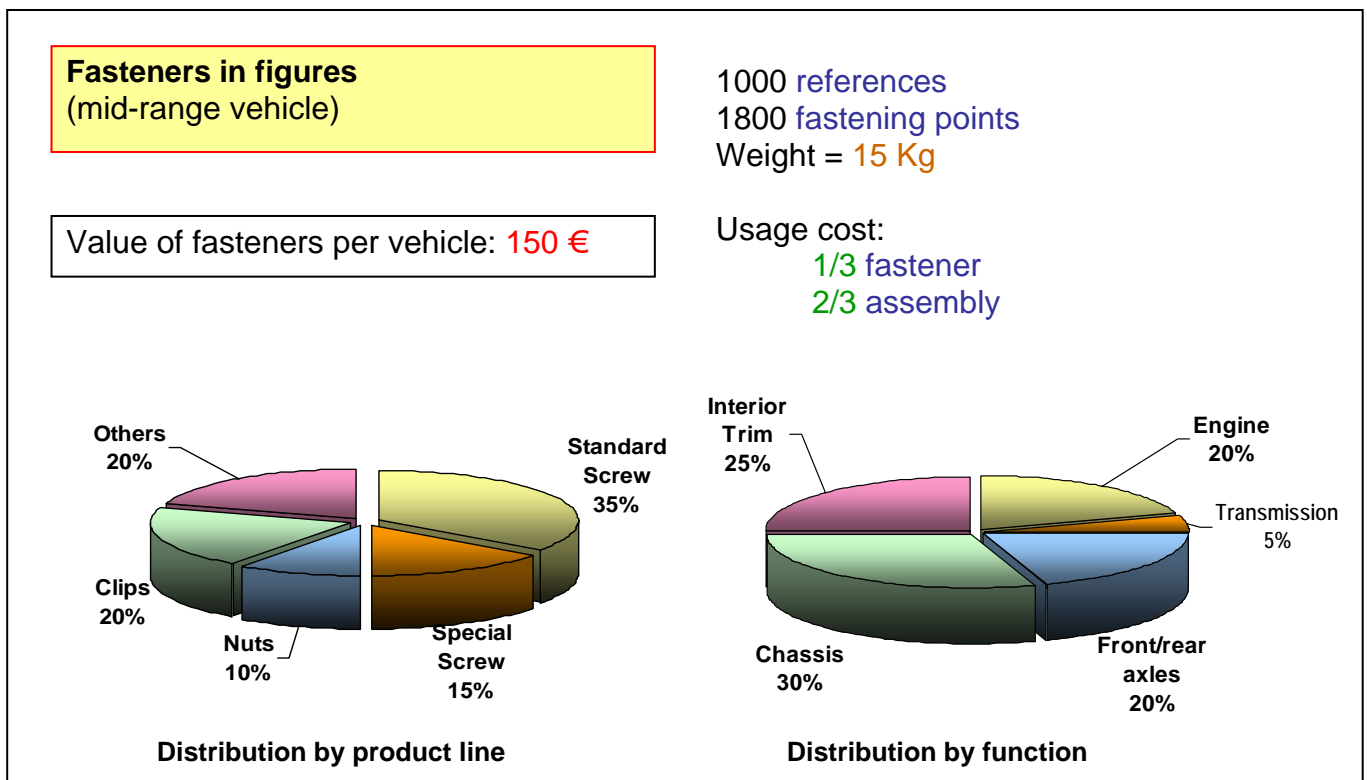 Fasteners in figures
(mid-range vehicle)
1000 references
1800 fastening points
Weight = 15 Kg
Value of fasteners per vehicle: 150 €
Usage cost:
1/3 fastener
2/3 assembly
Others
20%
Standard
Screw
35%
Clips
20%
Nuts
10%
Special
Screw
15%
Distribution by product line
Interior
Trim
25%
Engine
20%
Transmission
5%
Chassis
30%
Front/rear
axles
20%
Distribution by function